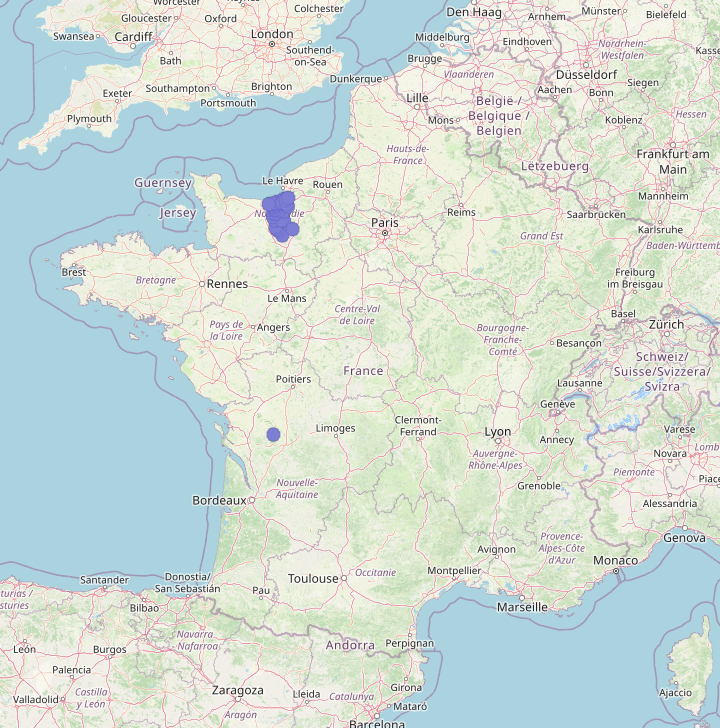 Worcester
Gloucester
Colchester
Oxford
Den Haag
Arnhem
Münster
Bielefeld
Swansea
Cardiff
London
Southend-
on-Sea
Bath
Middelburg
Eindhoven
Nordrhein-
Westfalen
Kasse
Brugge
Vlaanderen
Düsseldorf
Exeter
Southampton
Brighton
Dunkerque
Siegen
Portsmouth
Lille
België /
Belgique /
Belgien
Aachen
Bonn
Plymouth
Mons
Koblenz
Hessen
Hauts-de-
France
Lëtzebuerg
Frankfurt am
Main
Guernsey
Le Havre
Rouen
Mannheim
Jersey
Reims
Saarbrücken
Paris
Karlsruhe
Grand Est
Baden-Württemb
Brest
Bretagne
Rennes
Freiburg
im Breisgau
Le Mans
Centre-Val
de Loire
Basel
Pays de
la Loire
Angers
Bourgogne-
Franche-
Comté
Zürich
Besançon
Schweiz/
Suisse/Svizzera/
Svizra
France
Lausanne
Poitiers
Genève
Limoges
Clermont-
Ferrand
Lyon
Annecy
Varese
Novara
Lomb
Auvergne-
Rhône-Alpes
Piemonte
Piace
Grenoble
Nouvelle-
Aquitaine
Bordeaux
Alessandria
Provence-
Alpes-Côte
d'Azur
Genova
Avignon
Monaco
Santander
Donostia/
San Sebastián
Toulouse
Occitanie
Montpellier
turias /
sturies
Bilbao
Pau
Marseille
Navarra
Nafarroa
Andorra
Perpignan
León
Burgos
Palencia
Girona
Ajaccio
Valladolid
Castilla
y León
Zaragoza
Lleida
Catalunya
Mataró
Aragón
Barcelona